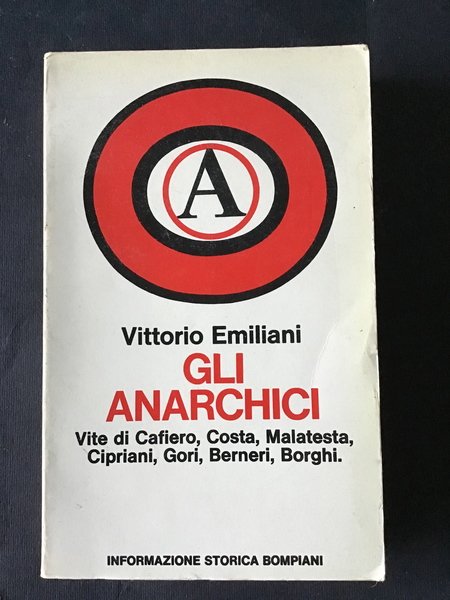 A
Vittorio Emiliani
GLI
ANARCHICI
Vite di Cafiero, Costa, Malatesta,
Cipriani, Gori, Berneri, Borghi.
INFORMAZIONE STORICA BOMPIANI